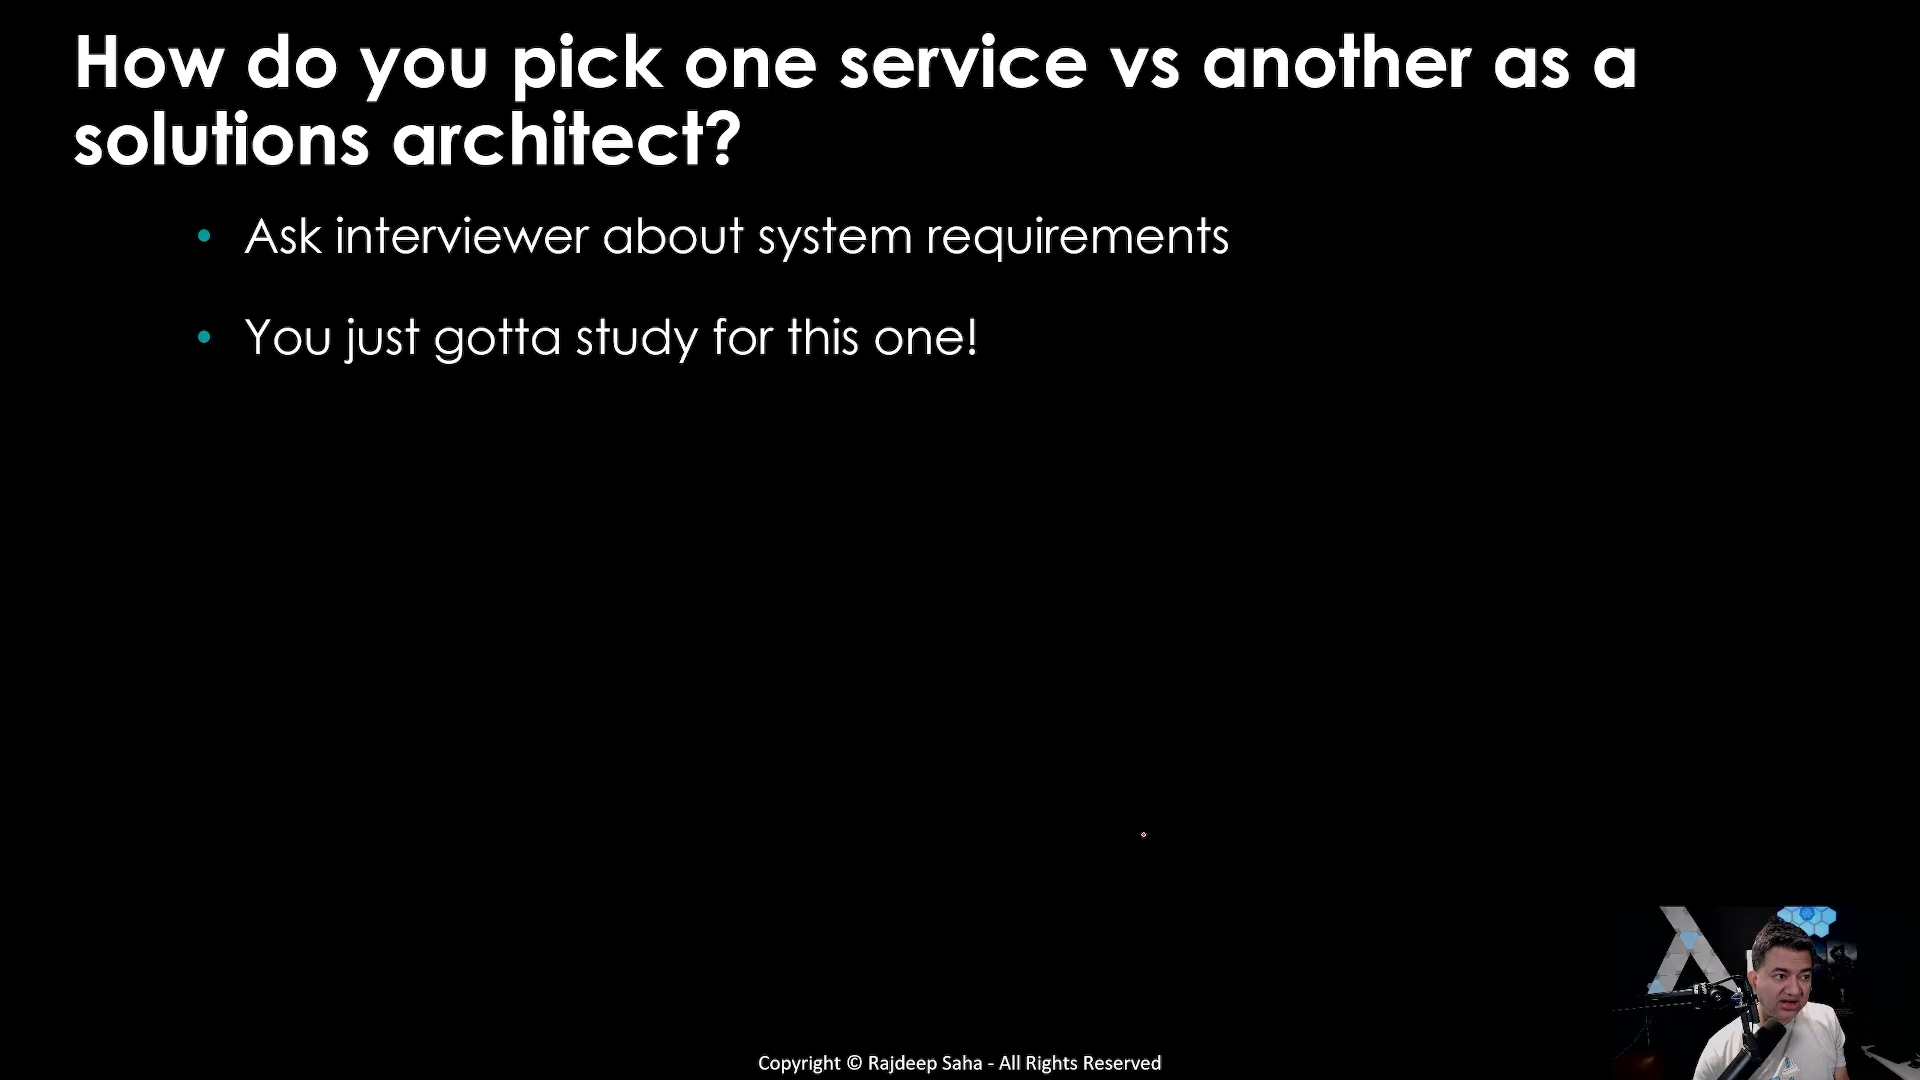 How do you pick one service vs another as a
solutions architect?
• Ask interviewer about system requirements
• You just gotta study for this one!
Copyright © Rajdeep Saha - All Rights Reserved